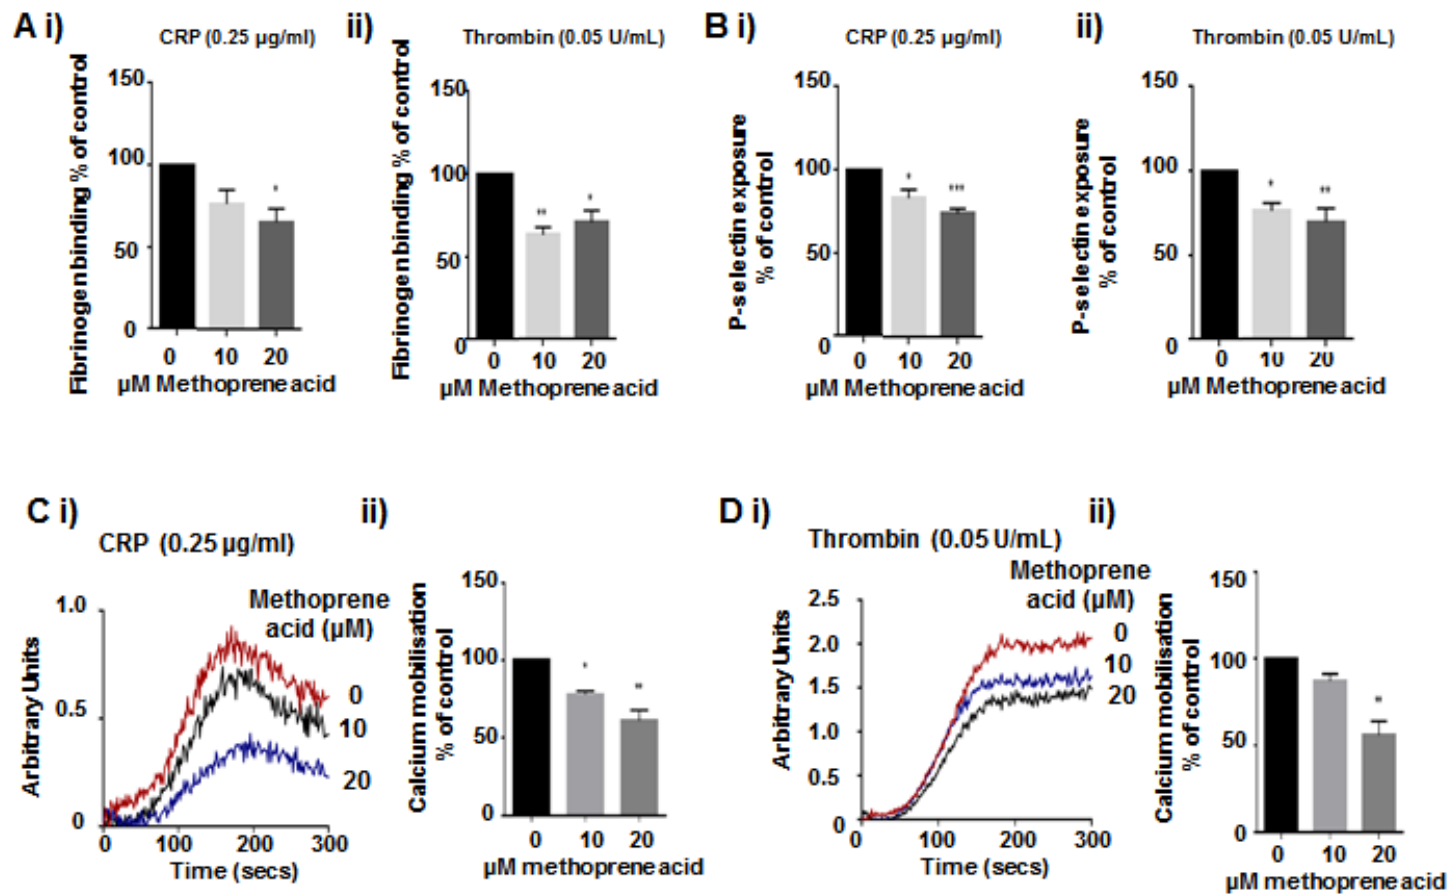 A i)
CRP (0.25 µg/ml)
Fibrinogen binding % of control
150
100
50
0
0 10 20
µM Methoprene acid
ii)
Thrombin (0.05 U/mL)
Fibrinogen binding % of control
150
100
50
0
** *
0 10 20
µM Methoprene acid
B i)
CRP (0.25 µg/ml)
P-selectin exposure
% of control
150
100
50
0
* ***
0 10 20
µM Methoprene acid
ii)
Thrombin (0.05 U/mL)
P-selectin exposure
% of control
150
100
50
0
* **
0 10 20
µM Methoprene acid
C i)
CRP (0.25 µg/ml)
Methoprene
acid (µM)
Arbitrary Units
1.0
0.5
0
0
10
20
0 100 200 300
Time (secs)
ii)
Calcium mobilisation
% of control
150
100
50
0
* **
0 10 20
µM methoprene acid
D i)
Thrombin (0.05 U/mL)
Methoprene
acid (µM)
Arbitrary Units
2.5
2.0
1.5
1.0
0.5
0
0
10
20
0 100 200 300
Time (secs)
ii)
Calcium mobilisation
% of control
150
100
50
0
*
0 10 20
µM methoprene acid